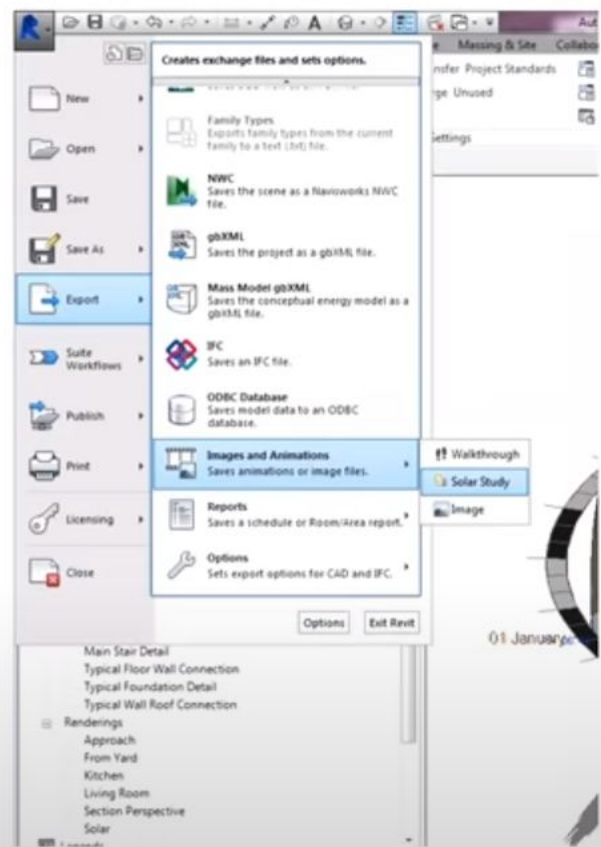 A
Aut
e Massing & Site Collabo
nsfer Project Standards
rge Unused
ettings
Creates exchange files and sets options.
New
Open
Save
Save As
Export
Suite
Workflows
Publish
Print
Licensing
Close
Family Types
Exports family types from the current
family to a text (.txt) file.
NWC
Saves the scene as a Navisworks NWC
file.
gbXML
Saves the project as a gbXML file.
Mass Model gbXML
Saves the conceptual energy model as a
gbXML file.
IFC
Saves an IFC file.
ODBC Database
Saves model data to an ODBC
database.
Images and Animations
Saves animations or image files.
Reports
Saves a schedule or Room/Area report.
Options
Sets export options for CAD and IFC.
Walkthrough
Solar Study
Image
Options Exit Revit
01 January
Main Stair Detail
Typical Floor Wall Connection
Typical Foundation Detail
Typical Wall Roof Connection
Renderings
Approach
From Yard
Kitchen
Living Room
Section Perspective
Solar
Legends